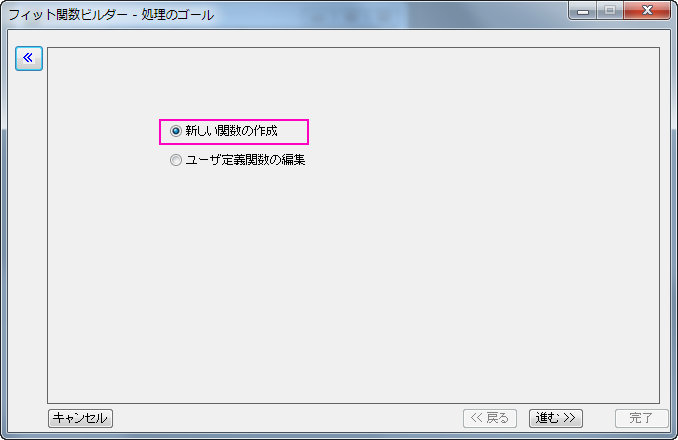 フィット関数ビルダー - 処理のゴール
新しい関数の作成
ユーザ定義関数の編集
キャンセル
<< 戻る
進む >>
完了